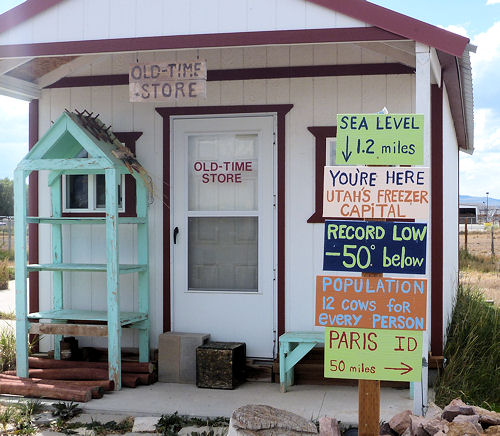 OLD-TIME
STORE
OLD-TIME
STORE
SEA LEVEL
↓ 1.2 miles
YOU'RE HERE
UTAH'S FREEZER
CAPITAL
RECORD LOW
-50° below
POPULATION
12 COWS for
EVERY PERSON
PARIS ID
50 miles →